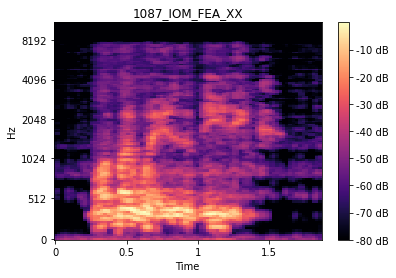 1087_IOM_FEA_XX
8192
4096
2048
1024
512
0
Hz
0
0.5
1
1.5
Time
-10 dB
-20 dB
-30 dB
-40 dB
-50 dB
-60 dB
-70 dB
-80 dB